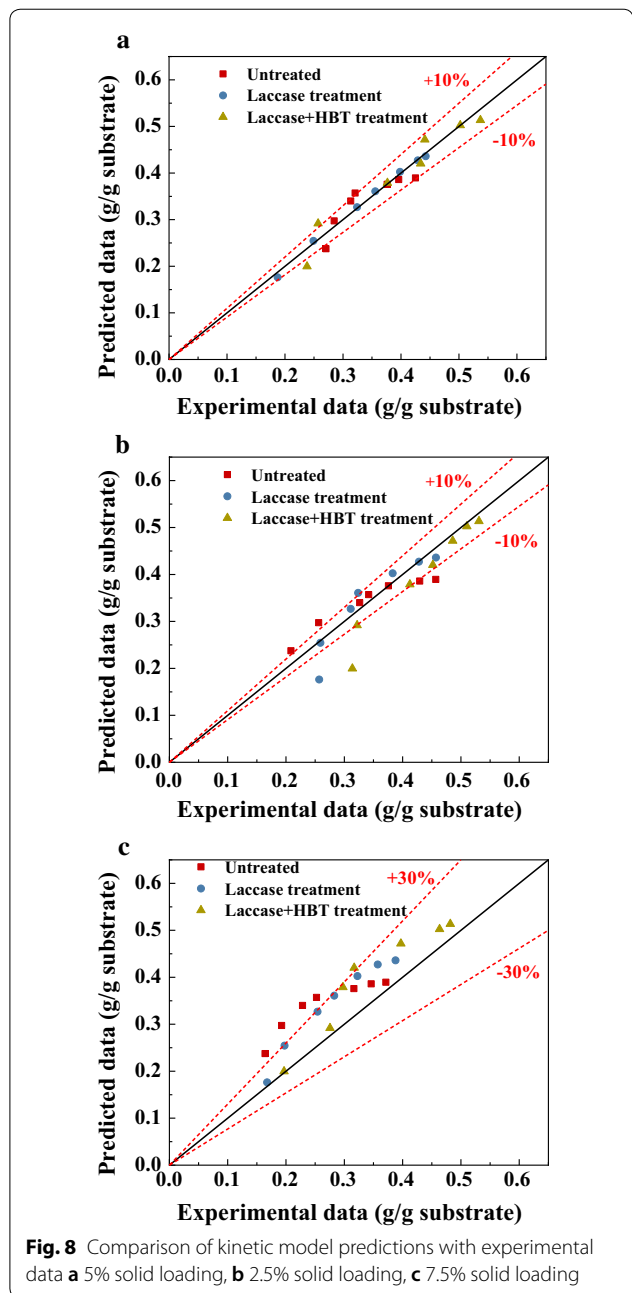 a
0.6
0.5
0.4
0.3
0.2
0.1
0.0
Predicted data (g/g substrate)
Untreated
Laccase treatment
Laccase+HBT treatment
+10%
-10%
0.0 0.1 0.2 0.3 0.4 0.5 0.6
Experimental data (g/g substrate)
b
0.6
0.5
0.4
0.3
0.2
0.1
0.0
Predicted data (g/g substrate)
Untreated
Laccase treatment
Laccase+HBT treatment
+10%
-10%
0.0 0.1 0.2 0.3 0.4 0.5 0.6
Experimental data (g/g substrate)
c
0.6
0.5
0.4
0.3
0.2
0.1
0.0
Predicted data (g/g substrate)
Untreated
Laccase treatment
Laccase+HBT treatment
+30%
-30%
0.0 0.1 0.2 0.3 0.4 0.5 0.6
Experimental data (g/g substrate)
Fig. 8 Comparison of kinetic model predictions with experimental
data a 5% solid loading, b 2.5% solid loading, c 7.5% solid loading